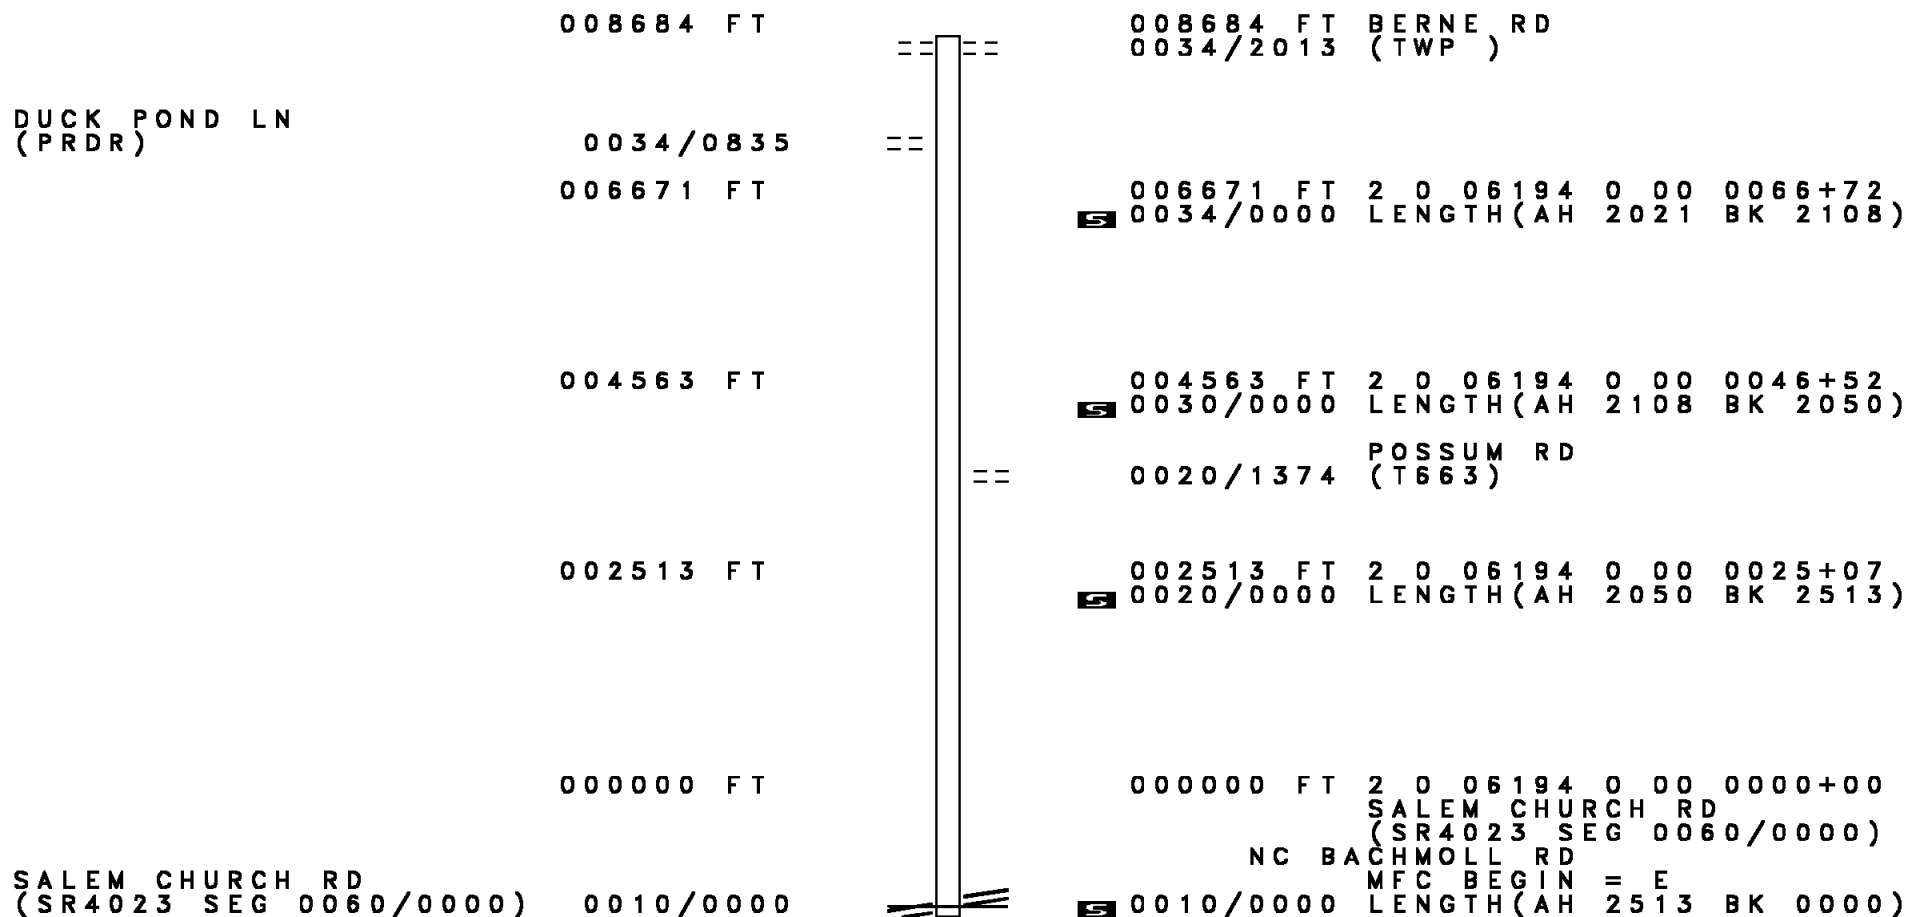 008684 FT
008684 FT BERNE RD
0034/2013 (TWP )
DUCK POND LN
(PRDR) 0034/0835
006671 FT
006671 FT 2 0 06194 0 00 0066+72
S 0034/0000 LENGTH(AH 2021 BK 2108)
004563 FT
004563 FT 2 0 06194 0 00 0046+52
S 0030/0000 LENGTH(AH 2108 BK 2050)
POSSUM RD
0020/1374 (T663)
002513 FT
002513 FT 2 0 06194 0 00 0025+07
S 0020/0000 LENGTH(AH 2050 BK 2513)
000000 FT
000000 FT 2 0 06194 0 00 0000+00
SALEM CHURCH RD
(SR4023 SEG 0060/0000)
NC BACHMOLL RD
MFC BEGIN = E
SALEM CHURCH RD
(SR4023 SEG 0060/0000) 0010/0000
S 0010/0000 LENGTH(AH 2513 BK 0000)